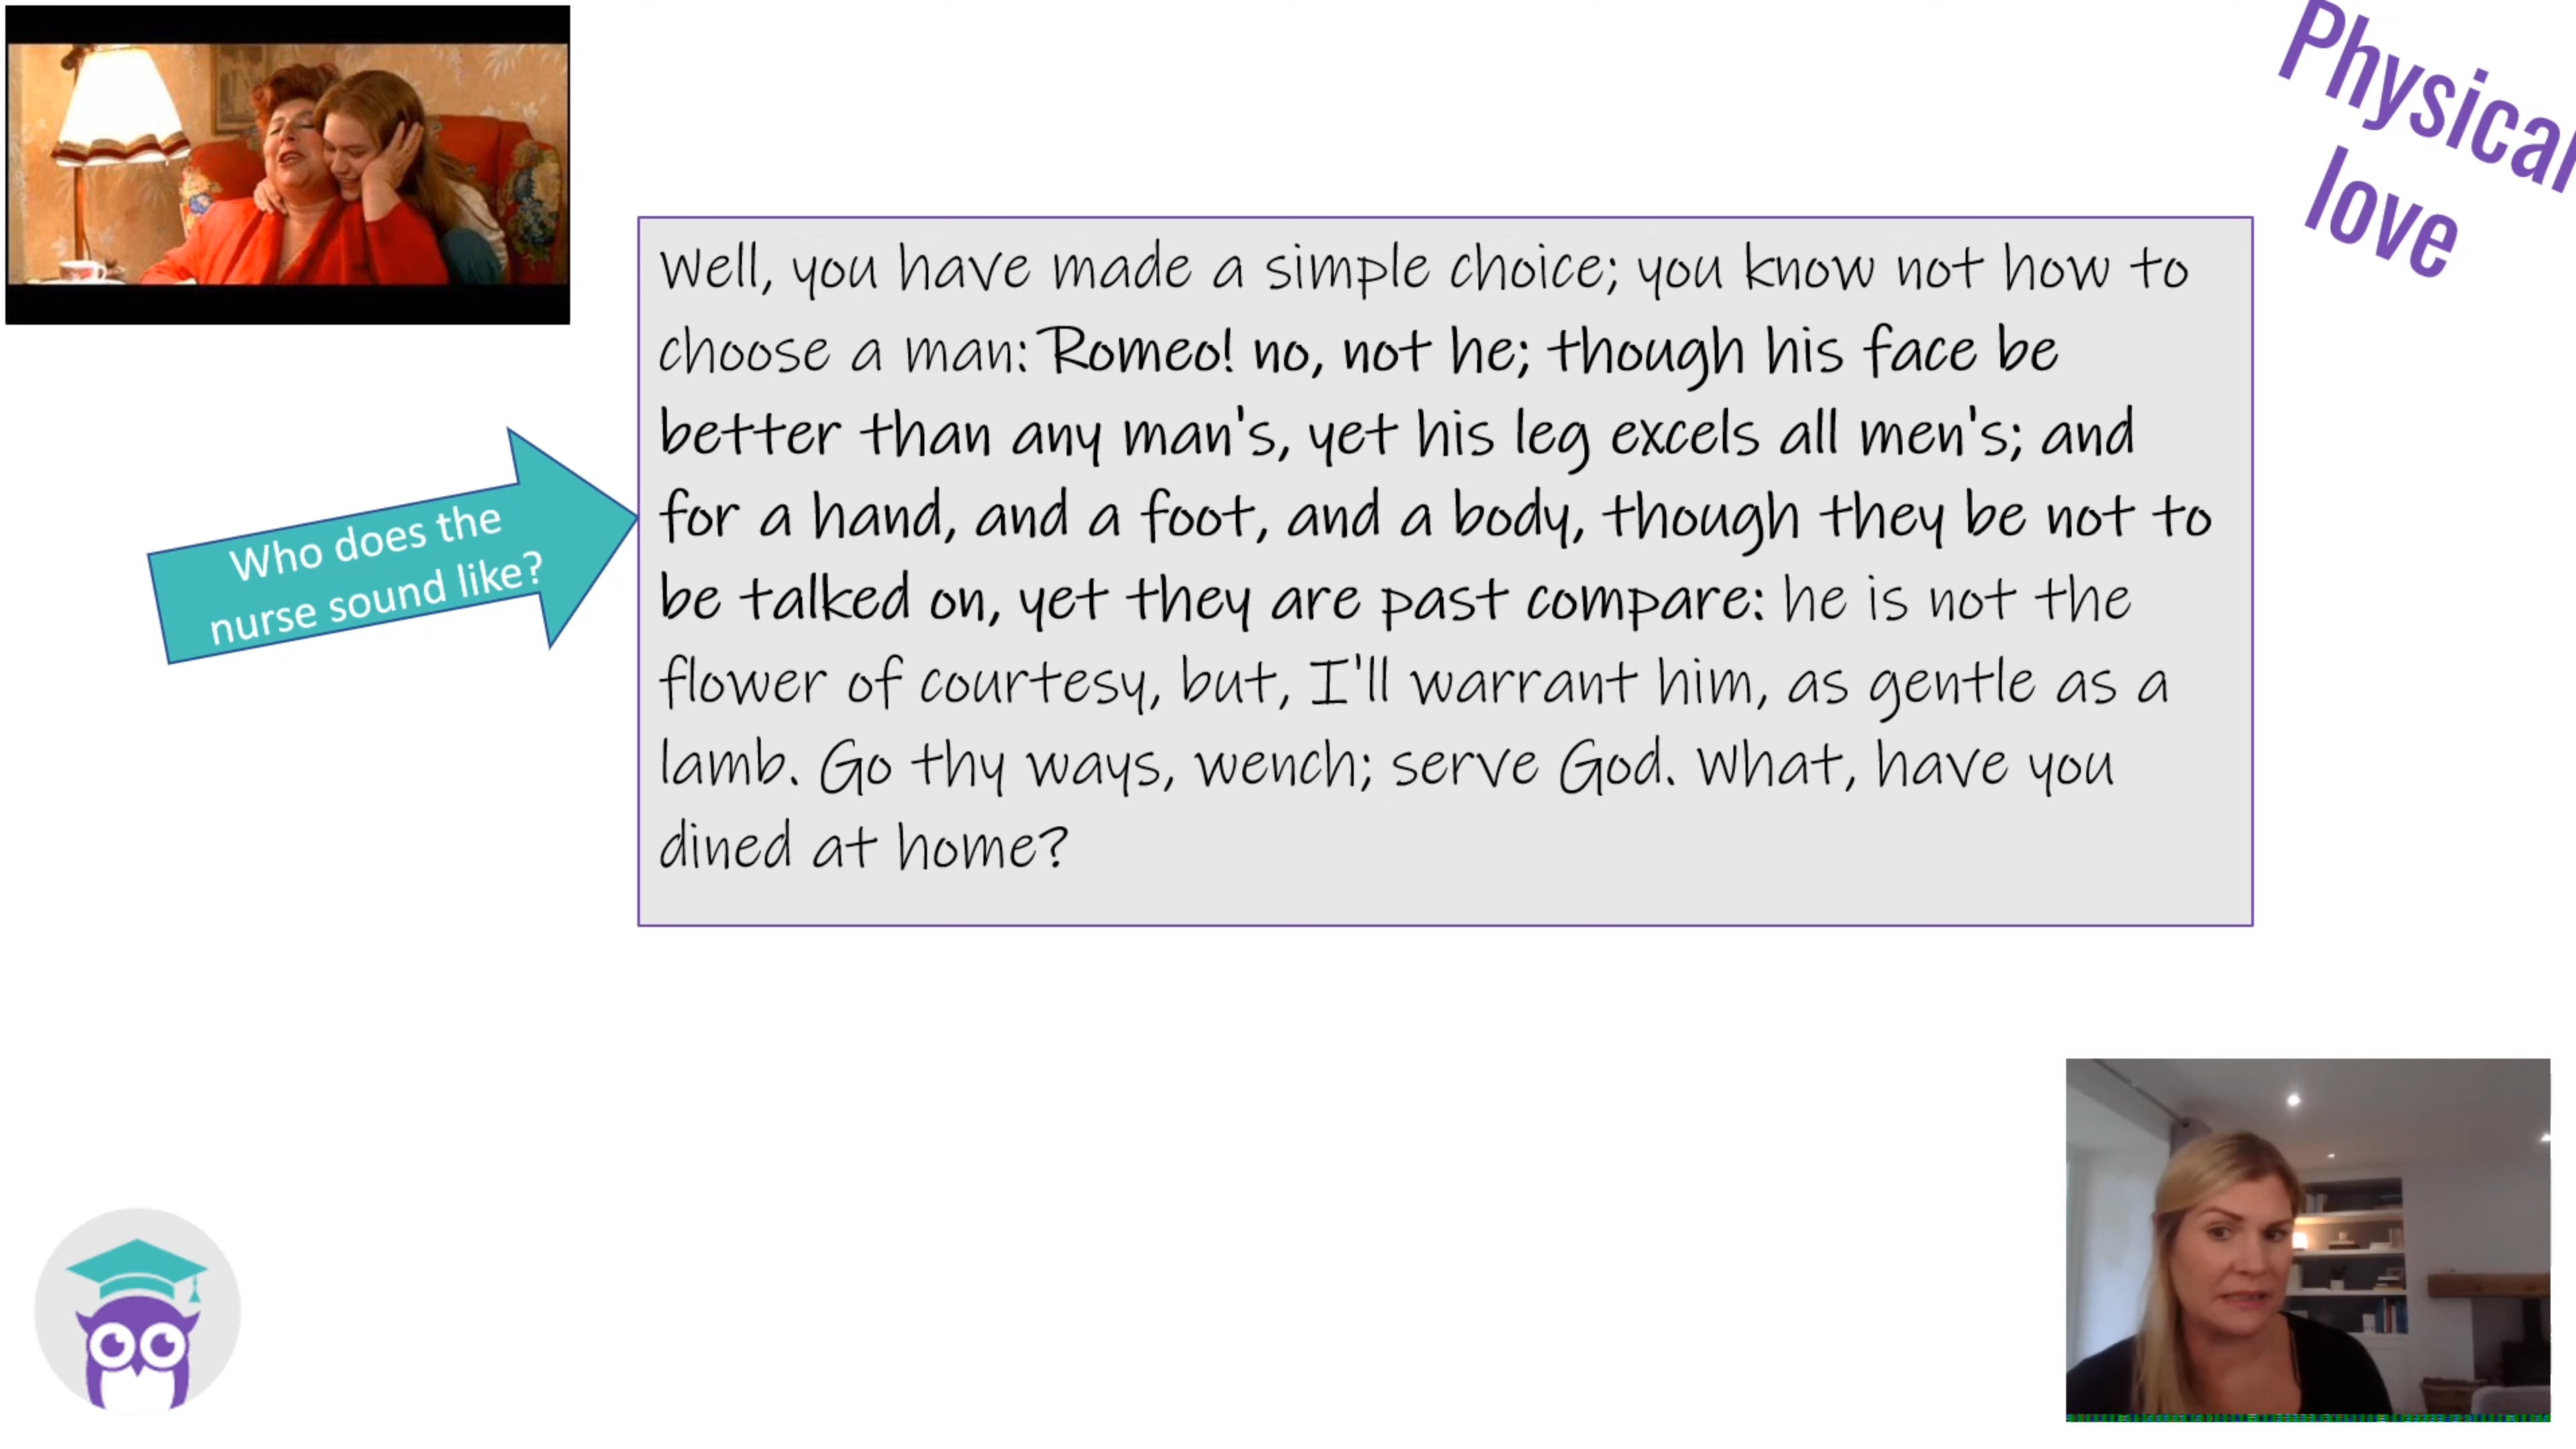 Physical
love
Well, you have made a simple choice; you know not how to
choose a man: Romeo! no, not he; though his face be
better than any man's, yet his leg excels all men's; and
for a hand, and a foot, and a body, though they be not to
be talked on, yet they are past compare: he is not the
flower of courtesy, but, I'll warrant him, as gentle as a
lamb. Go thy ways, wench; serve God. What, have you
dined at home?
Who does the
nurse sound like?